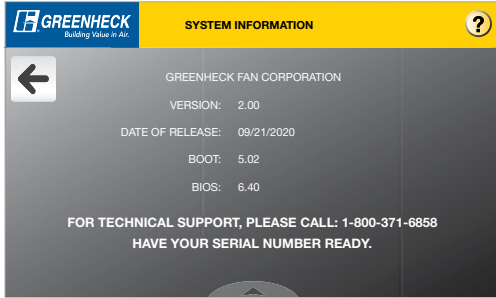 GREENHECK
Building Value in Air.
SYSTEM INFORMATION
?
GREENHECK FAN CORPORATION
VERSION: 2.00
DATE OF RELEASE: 09/21/2020
BOOT: 5.02
BIOS: 6.40
FOR TECHNICAL SUPPORT, PLEASE CALL: 1-800-371-6858
HAVE YOUR SERIAL NUMBER READY.